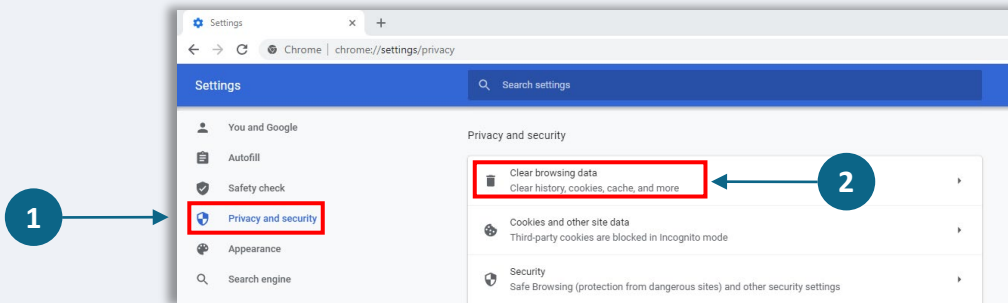 Settings
Chrome | chrome://settings/privacy
Settings
Search settings
You and Google
Autofill
Safety check
Privacy and security
Appearance
Search engine
Privacy and security
Clear browsing data
Clear history, cookies, cache, and more
Cookies and other site data
Third-party cookies are blocked in Incognito mode
Security
Safe Browsing (protection from dangerous sites) and other security settings
1
2